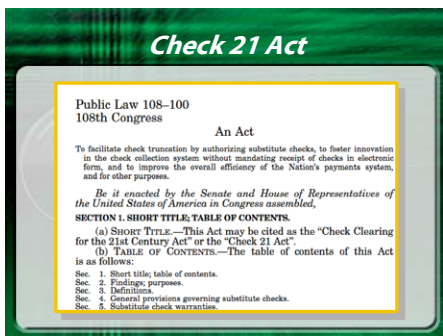 Check 21 Act
Public Law 108–100
108th Congress
An Act
To facilitate check truncation by authorizing substitute checks, to foster innovation
in the check collection system without mandating receipt of checks in electronic
form, and to improve the overall efficiency of the Nation's payments system,
and for other purposes.
Be it enacted by the Senate and House of Representatives of
the United States of America in Congress assembled,
SECTION 1. SHORT TITLE; TABLE OF CONTENTS.
(a) SHORT TITLE.—This Act may be cited as the "Check Clearing
for the 21st Century Act" or the "Check 21 Act".
(b) TABLE OF CONTENTS.—The table of contents of this Act
is as follows:
Sec. 1. Short title; table of contents.
Sec. 2. Findings; purposes.
Sec. 3. Definitions.
Sec. 4. General provisions governing substitute checks.
Sec. 5. Substitute check warranties.